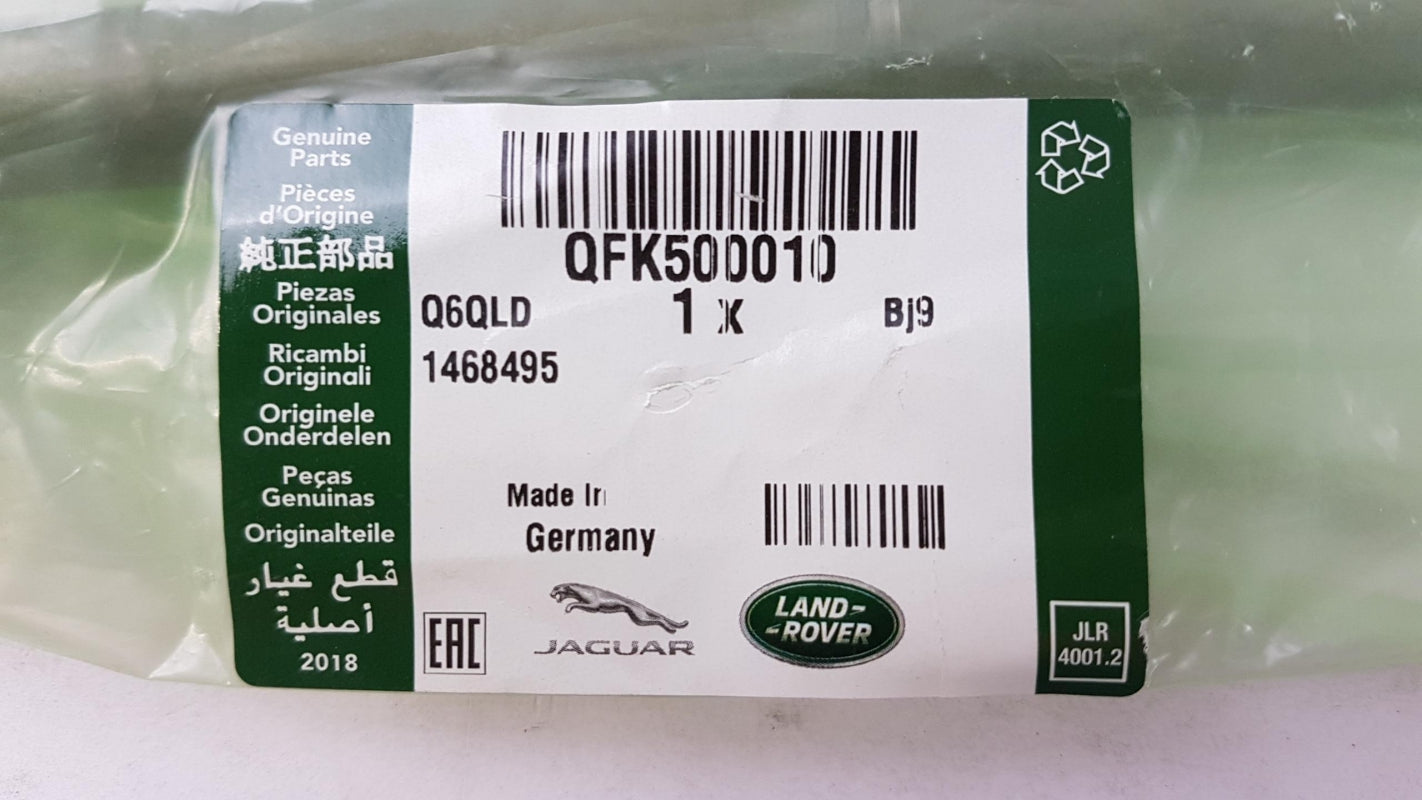 Genuine
Parts
Pièces
d'Origine
純正部品
Piezas
Originales
Ricambi
Originali
Originele
Onderdelen
Peças
Genuinas
Originalteile
قطع غيار
أصلية
2018
QFK500010
Q6QLD 1 x Bj9
1468495
Made In
Germany
EAC
JAGUAR
LAND-
-ROVER
JLR
4001.2